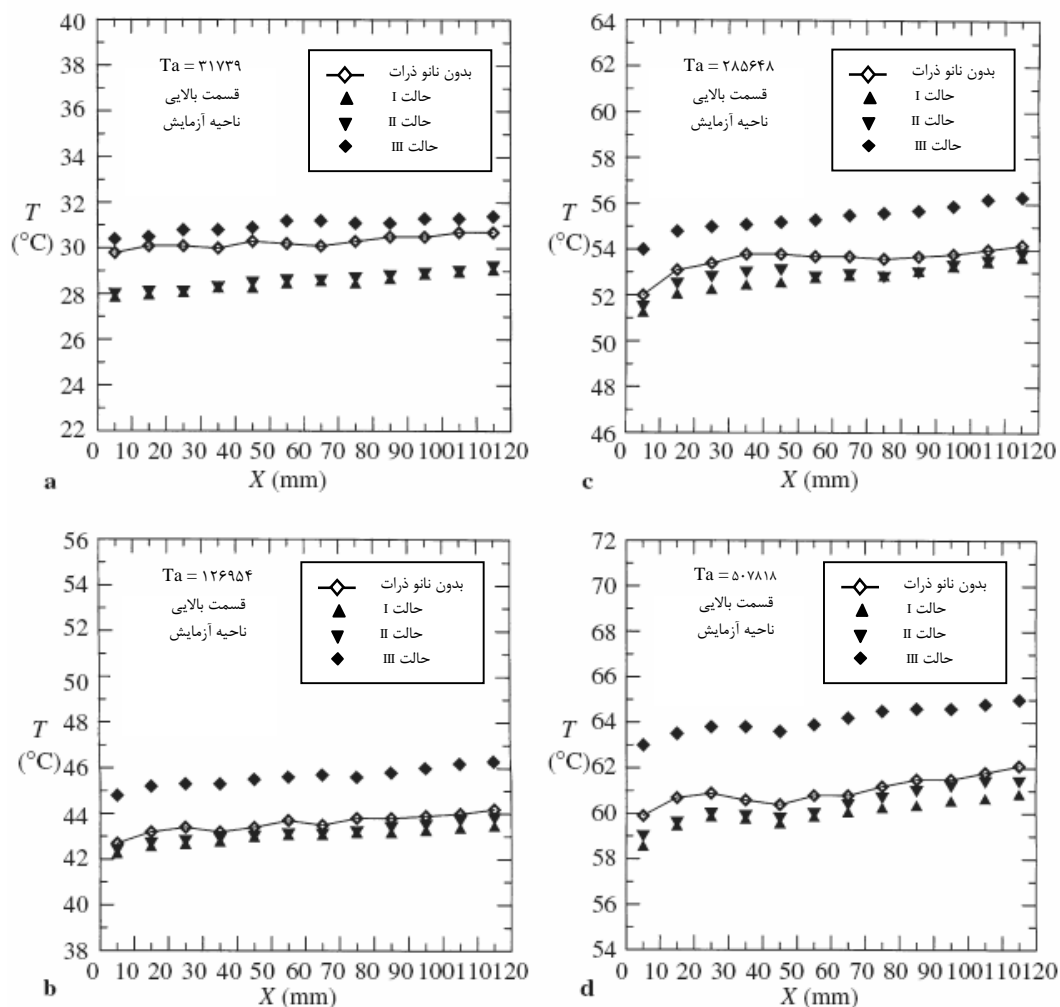 40
38
36
34
32
30
28
26
24
22
T
(°C)
0 10 20 30 40 50 60 70 80 90 100 110 120
X (mm)
a
Ta = ۳۱۷۳۹
قسمت بالایی
ناحیه آزمایش
بدون نانو ذرات
حالت I
حالت II
حالت III
64
62
60
58
56
54
52
50
48
46
T
(°C)
0 10 20 30 40 50 60 70 80 90 100 110 120
X (mm)
c
Ta = ۲۸۵۶۴۸
قسمت بالایی
ناحیه آزمایش
بدون نانو ذرات
حالت I
حالت II
حالت III
56
54
52
50
48
46
44
42
40
38
T
(°C)
0 10 20 30 40 50 60 70 80 90 100 110 120
X (mm)
b
Ta = ۱۲۶۹۵۴
قسمت بالایی
ناحیه آزمایش
بدون نانو ذرات
حالت I
حالت II
حالت III
72
70
68
66
64
62
60
58
56
54
T
(°C)
0 10 20 30 40 50 60 70 80 90 100 110 120
X (mm)
d
Ta = ۵۰۷۸۱۸
قسمت بالایی
ناحیه آزمایش
بدون نانو ذرات
حالت I
حالت II
حالت III